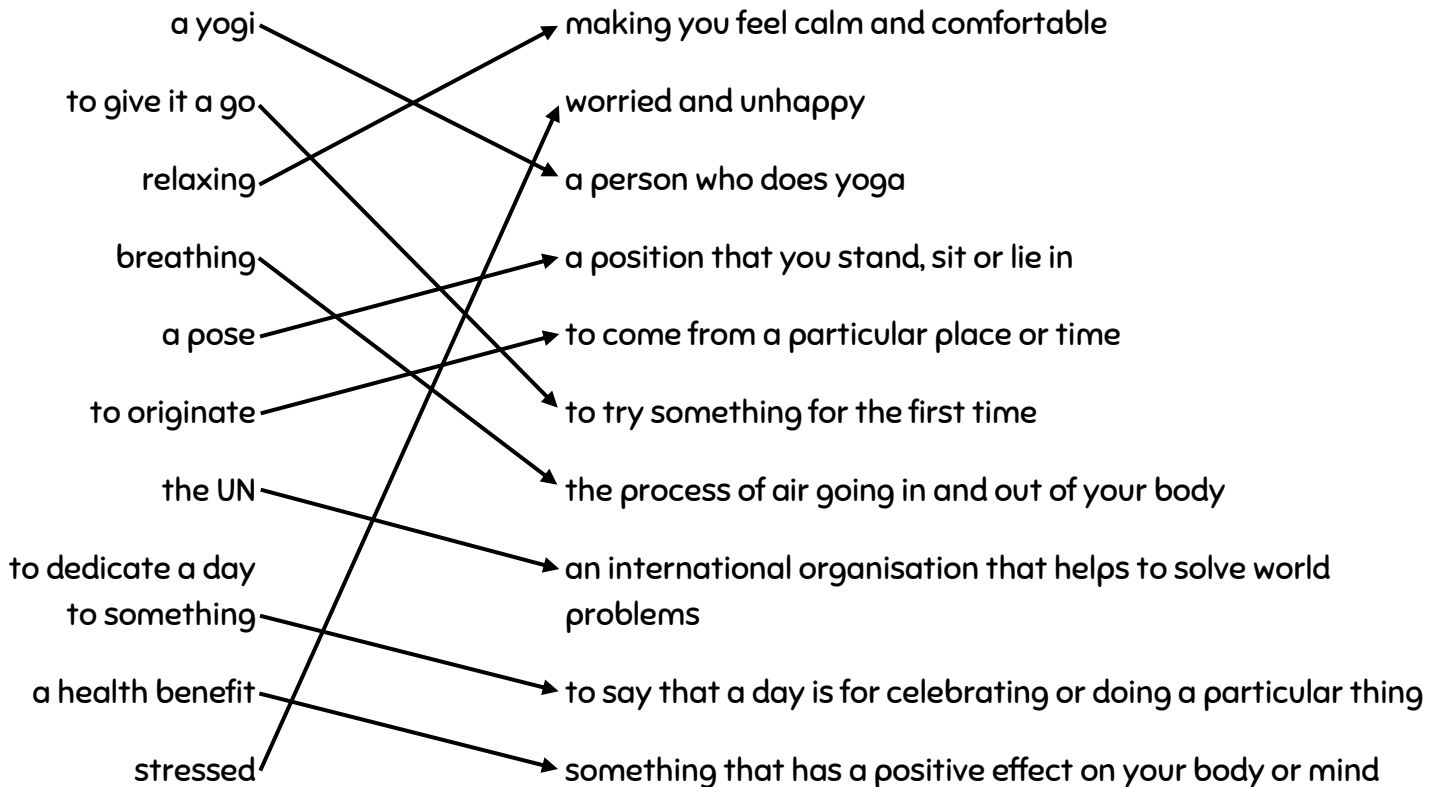 a yogi
making you feel calm and comfortable
to give it a go
worried and unhappy
relaxing
a person who does yoga
breathing
a position that you stand, sit or lie in
a pose
to come from a particular place or time
to originate
to try something for the first time
the UN
the process of air going in and out of your body
to dedicate a day
to something
an international organisation that helps to solve world
problems
a health benefit
to say that a day is for celebrating or doing a particular thing
stressed
something that has a positive effect on your body or mind